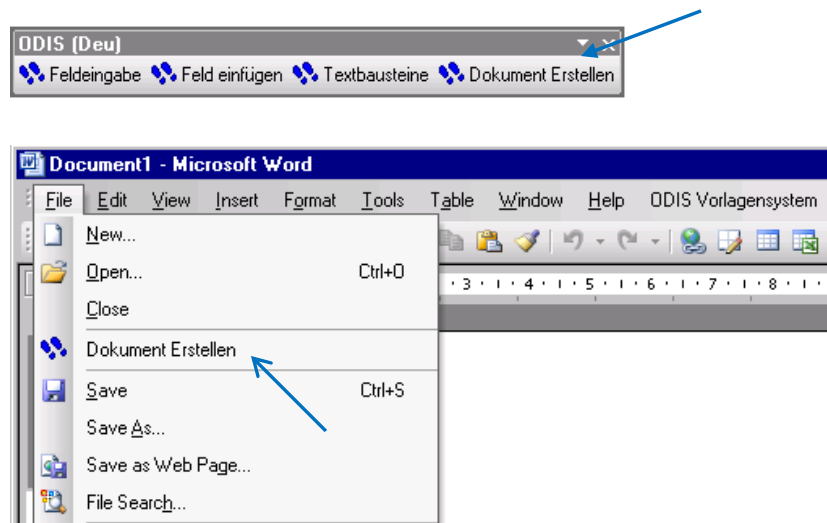 ODIS (Deu)
Feldeingabe Feld einfügen Textbausteine Dokument Erstellen
Document1 - Microsoft Word
File Edit View Insert Format Tools Table Window Help ODIS Vorlagensystem
New...
Open... Ctrl+O
· 3 · ı · 4 · ı · 5 · ı · 6 · ı · 7 · ı · 8 · ı ·
Close
Dokument Erstellen
Save Ctrl+S
Save As...
Save as Web Page...
File Search...